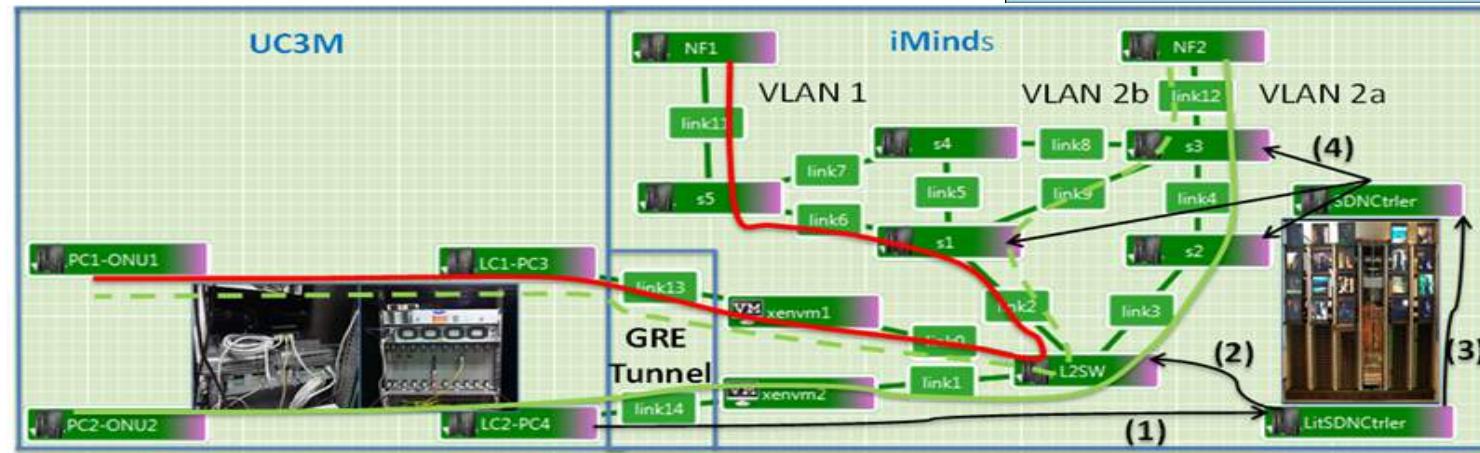 UC3M
iMinds
NF1
NF2
VLAN 1
VLAN 2b
link12
VLAN 2a
link11
s4
link8
s3
(4)
link7
s5
link5
link9
link4
SDNCtrler
link6
s1
s2
PC1-ONU1
LC1-PC3
link13
VM xenvm1
link2
link3
GRE
Tunnel
link0
L2SW
(2)
(3)
VM xenvm2
link1
link14
PC2-ONU2
LC2-PC4
(1)
LitSDNCtrler